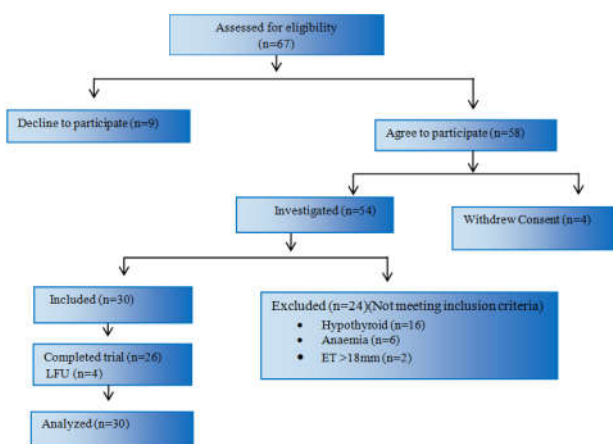 Assessed for eligibility
(n=67)
Decline to participate (n=9)
Agree to participate (n=58)
Investigated (n=54)
Withdrew Consent (n=4)
Included (n=30)
Excluded (n=24)(Not meeting inclusion criteria)
• Hypothyroid (n=16)
• Anaemia (n=6)
• ET >18mm (n=2)
Completed trial (n=26)
LFU (n=4)
Analyzed (n=30)